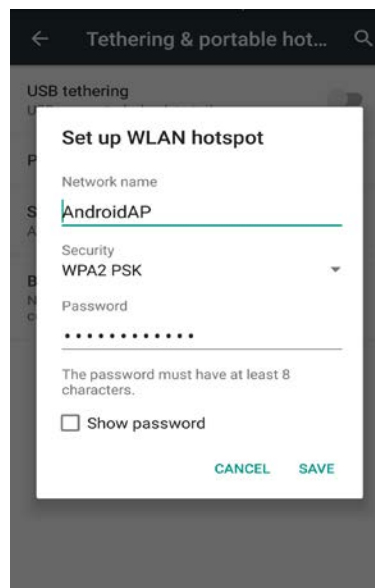 Tethering & portable hot...
USB tethering
Set up WLAN hotspot
Network name
AndroidAP
Security
WPA2 PSK
Password
••••••••••••
The password must have at least 8
characters.
Show password
CANCEL SAVE